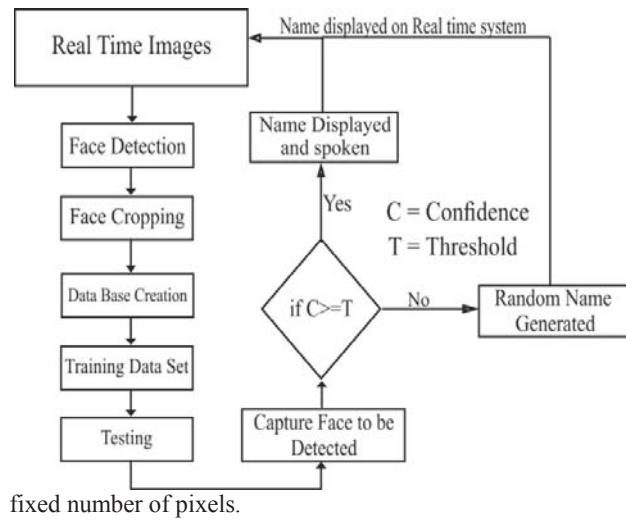 Real Time Images
Name displayed on Real time system
Face Detection
Face Cropping
Data Base Creation
Training Data Set
Testing
Name Displayed
and spoken
Yes
C = Confidence
T = Threshold
if C>=T
No
Random Name
Generated
Capture Face to be
Detected
fixed number of pixels.